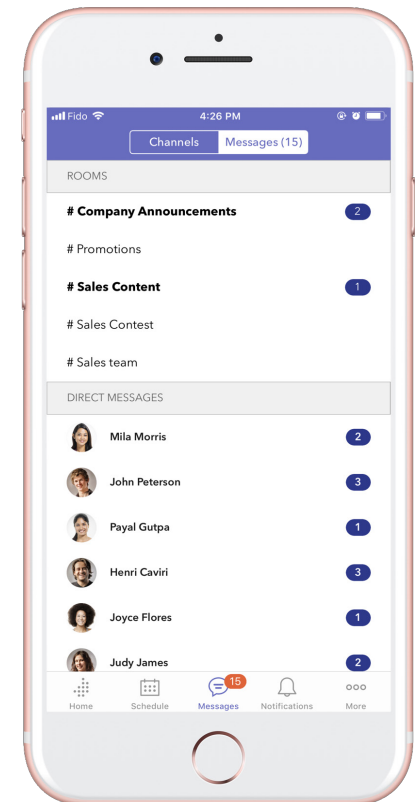 Fido 4:26 PM
Channels Messages (15)
ROOMS
# Company Announcements 2
# Promotions
# Sales Content 1
# Sales Contest
# Sales team
DIRECT MESSAGES
Mila Morris 2
John Peterson 3
Payal Gutpa 1
Henri Caviri 3
Joyce Flores 1
Judy James 2
15
Home Schedule Messages Notifications More